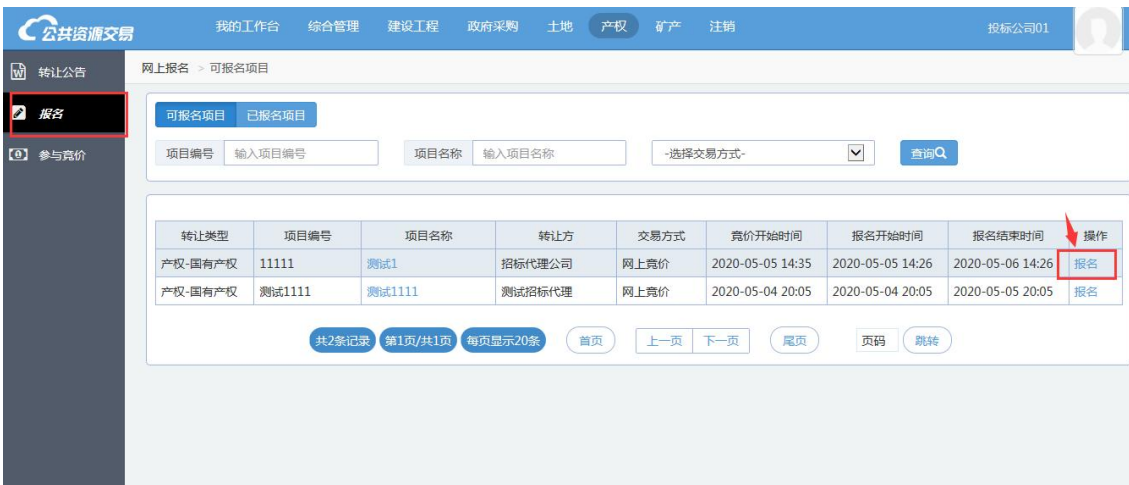 公共资源交易 我的工作台 综合管理 建设工程 政府采购 土地 产权 矿产 注销 投标公司01
转让公告
报名
参与竞价
网上报名 > 可报名项目
可报名项目 已报名项目
项目编号 输入项目编号 项目名称 输入项目名称 -选择交易方式- 查询
转让类型 项目编号 项目名称 转让方 交易方式 竞价开始时间 报名开始时间 报名结束时间 操作
产权-国有产权 11111 测试1 招标代理公司 网上竞价 2020-05-05 14:35 2020-05-05 14:26 2020-05-06 14:26 报名
产权-国有产权 测试1111 测试1111 测试招标代理 网上竞价 2020-05-04 20:05 2020-05-04 20:05 2020-05-05 20:05 报名
共2条记录 第1页/共1页 每页显示20条 首页 上一页 下一页 尾页 页码 跳转